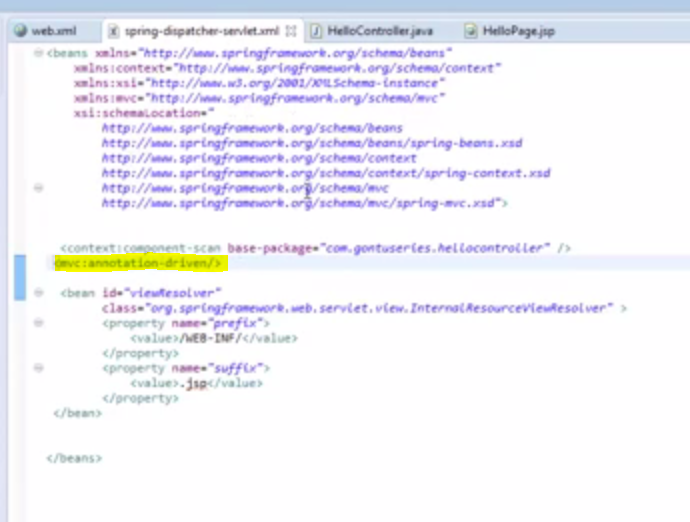 web.xml spring-dispatcher-servlet.xml HelloController.java HelloPage.jsp
<beans xmlns="http://www.springframework.org/schema/beans"
xmlns:context="http://www.springframework.org/schema/context"
xmlns:xsi="http://www.w3.org/2001/XMLSchema-instance"
xmlns:mvc="http://www.springframework.org/schema/mvc"
xsi:schemaLocation="
http://www.springframework.org/schema/beans
http://www.springframework.org/schema/beans/spring-beans.xsd
http://www.springframework.org/schema/context
http://www.springframework.org/schema/context/spring-context.xsd
http://www.springframework.org/schema/mvc
http://www.springframework.org/schema/mvc/spring-mvc.xsd">
<context:component-scan base-package="com.gontuseries.hellocontroller" />
<mvc:annotation-driven/>
<bean id="viewResolver"
class="org.springframework.web.servlet.view.InternalResourceViewResolver" >
<property name="prefix">
<value>/WEB-INF/</value>
</property>
<property name="suffix">
<value>.jsp</value>
</property>
</bean>
</beans>